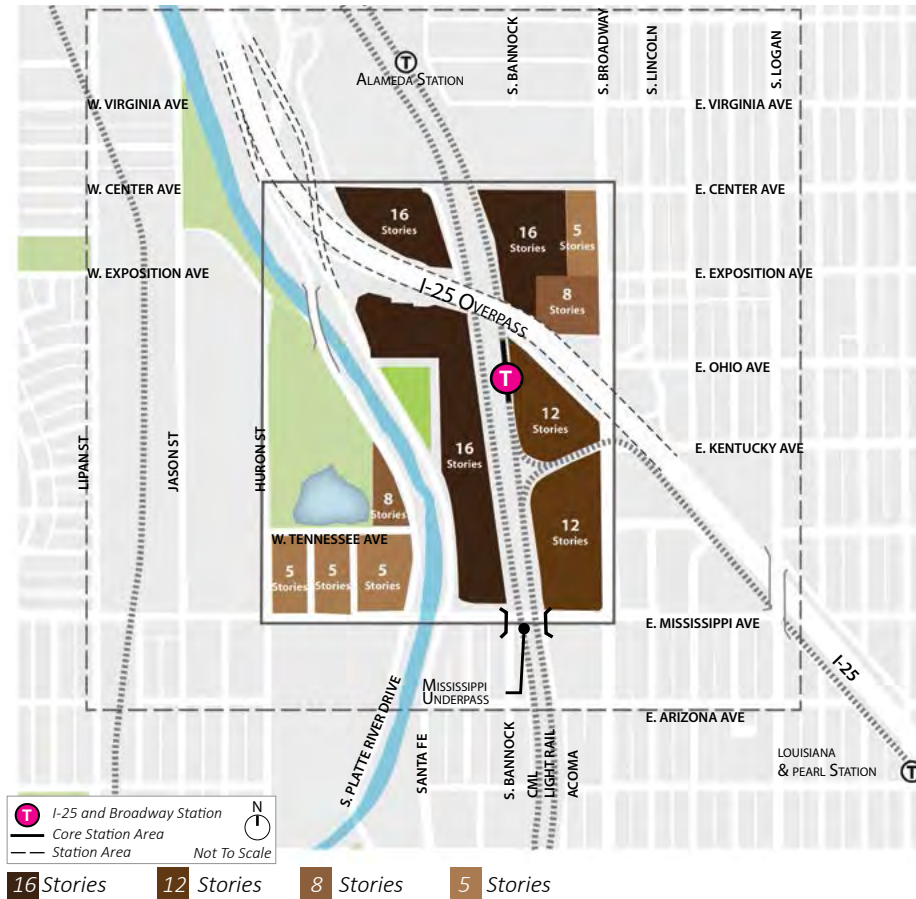 S. BANNOCK
S. BROADWAY
S. LINCOLN
S. LOGAN
T
ALAMEDA STATION
W. VIRGINIA AVE
E. VIRGINIA AVE
W. CENTER AVE
E. CENTER AVE
16
Stories
16
Stories
5
Stories
W. EXPOSITION AVE
E. EXPOSITION AVE
I-25 OVERPASS
8
Stories
E. OHIO AVE
T
12
Stories
LIPAN ST
JASON ST
HURON ST
16
Stories
E. KENTUCKY AVE
8
Stories
12
Stories
W. TENNESSEE AVE
5
Stories
5
Stories
5
Stories
E. MISSISSIPPI AVE
MISSISSIPPI
UNDERPASS
I-25
S. PLATTE RIVER DRIVE
SANTA FE
S. BANNOCK
CML
LIGHT RAIL
ACOMA
E. ARIZONA AVE
LOUISIANA
& PEARL STATION
T
T I-25 and Broadway Station
N
Core Station Area
Station Area
Not To Scale
16 Stories
12 Stories
8 Stories
5 Stories